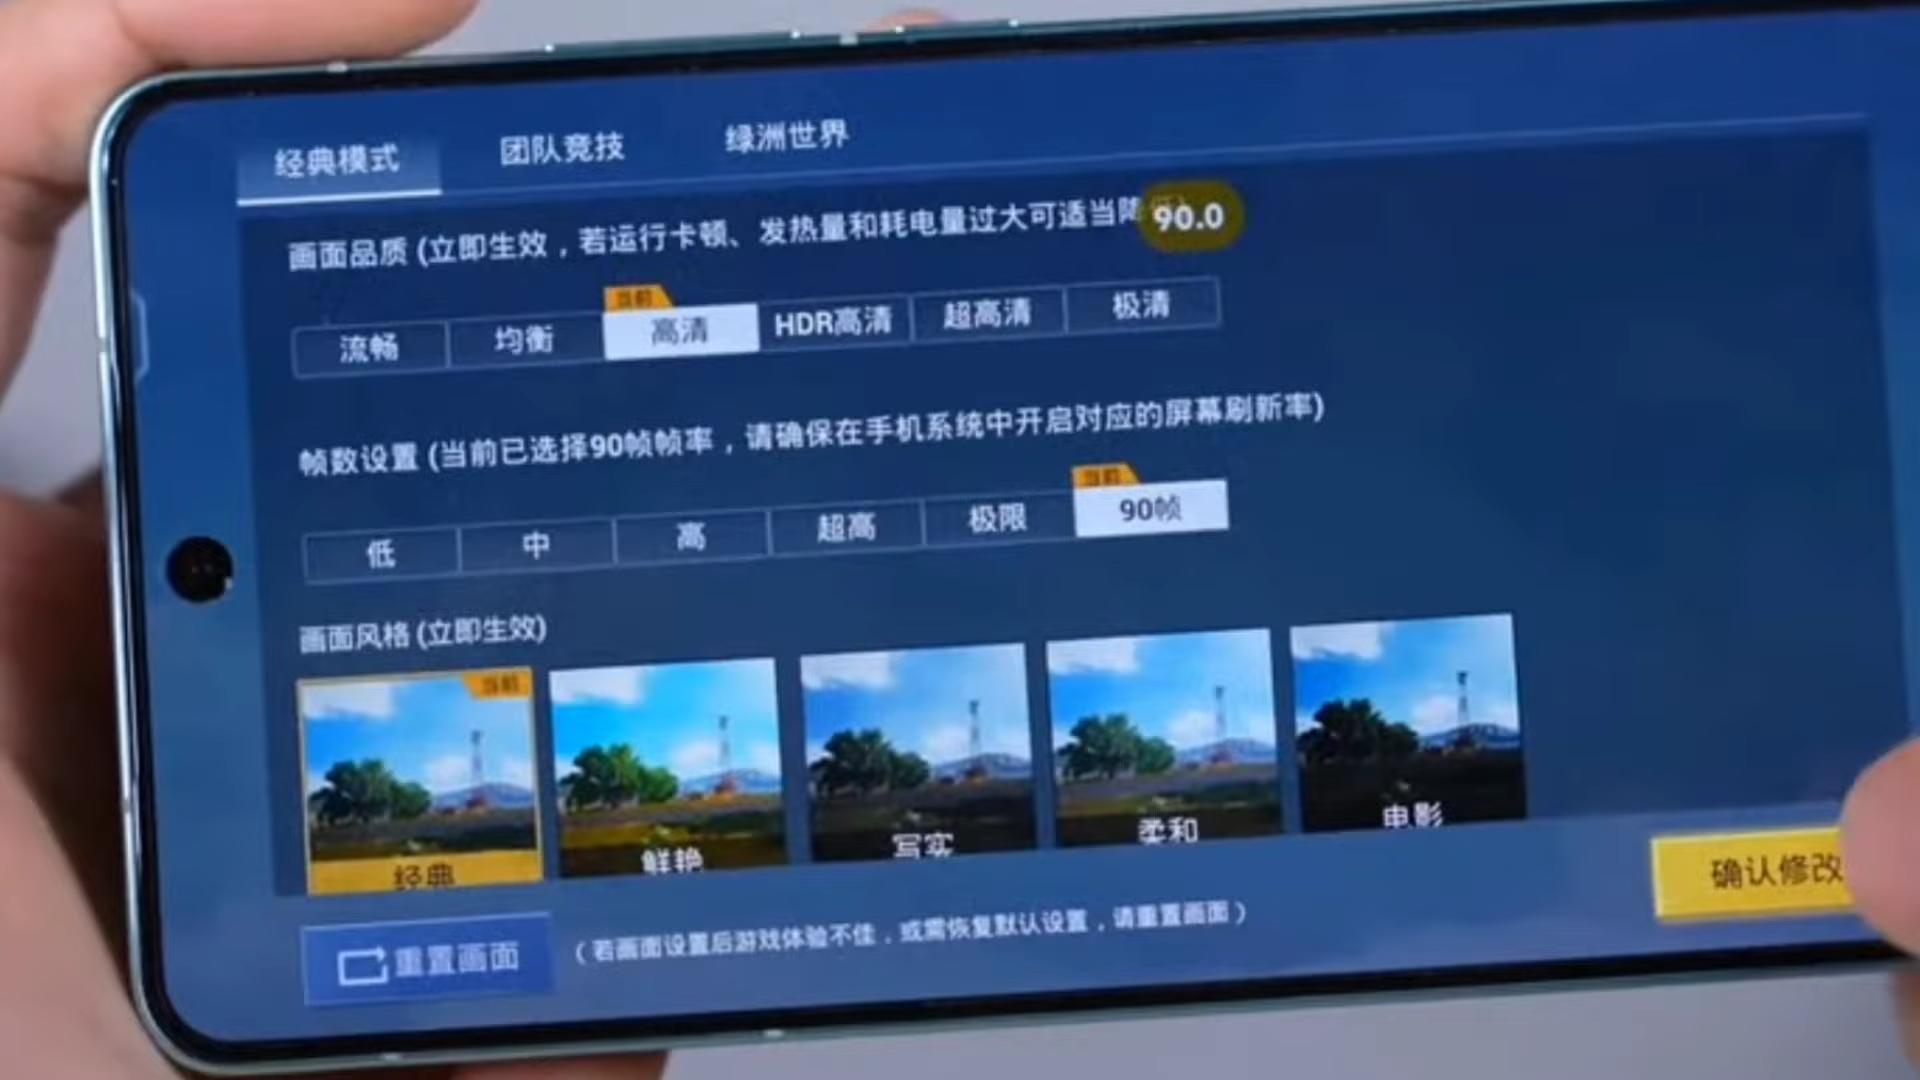 经典模式 团队竞技 绿洲世界
画面品质 (立即生效，若运行卡顿、发热量和耗电量过大可适当降
90.0
当前
流畅 均衡 高清 HDR高清 超高清 极清
帧数设置 (当前已选择90帧帧率，请确保在手机系统中开启对应的屏幕刷新率)
当前
低 中 高 超高 极限 90帧
画面风格 (立即生效)
当前
经典 鲜艳 写实 柔和 电影
重置画面 （若画面设置后游戏体验不佳，或需恢复默认设置，请重置画面）
确认修改